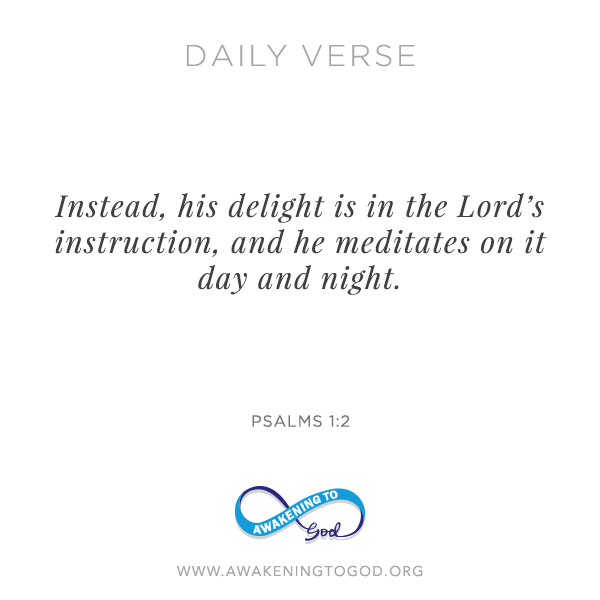 DAILY VERSE
Instead, his delight is in the Lord’s
instruction, and he meditates on it
day and night.
PSALMS 1:2
AWAKENING TO
God
WWW.AWAKENINGTOGOD.ORG